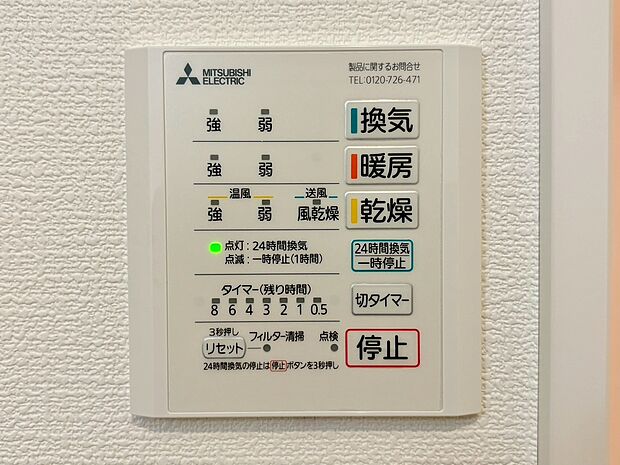 MITSUBISHI
ELECTRIC
製品に関するお問合せ
TEL:0120-726-471
強 弱 換気
強 弱 暖房
温風 送風
強 弱 風乾燥 乾燥
点灯：24時間換気
点滅：一時停止(1時間)
24時間換気
一時停止
タイマー(残り時間)
8 6 4 3 2 1 0.5
切タイマー
3秒押し
リセット フィルター清掃 点検
停止
24時間換気の停止は停止ボタンを3秒押し